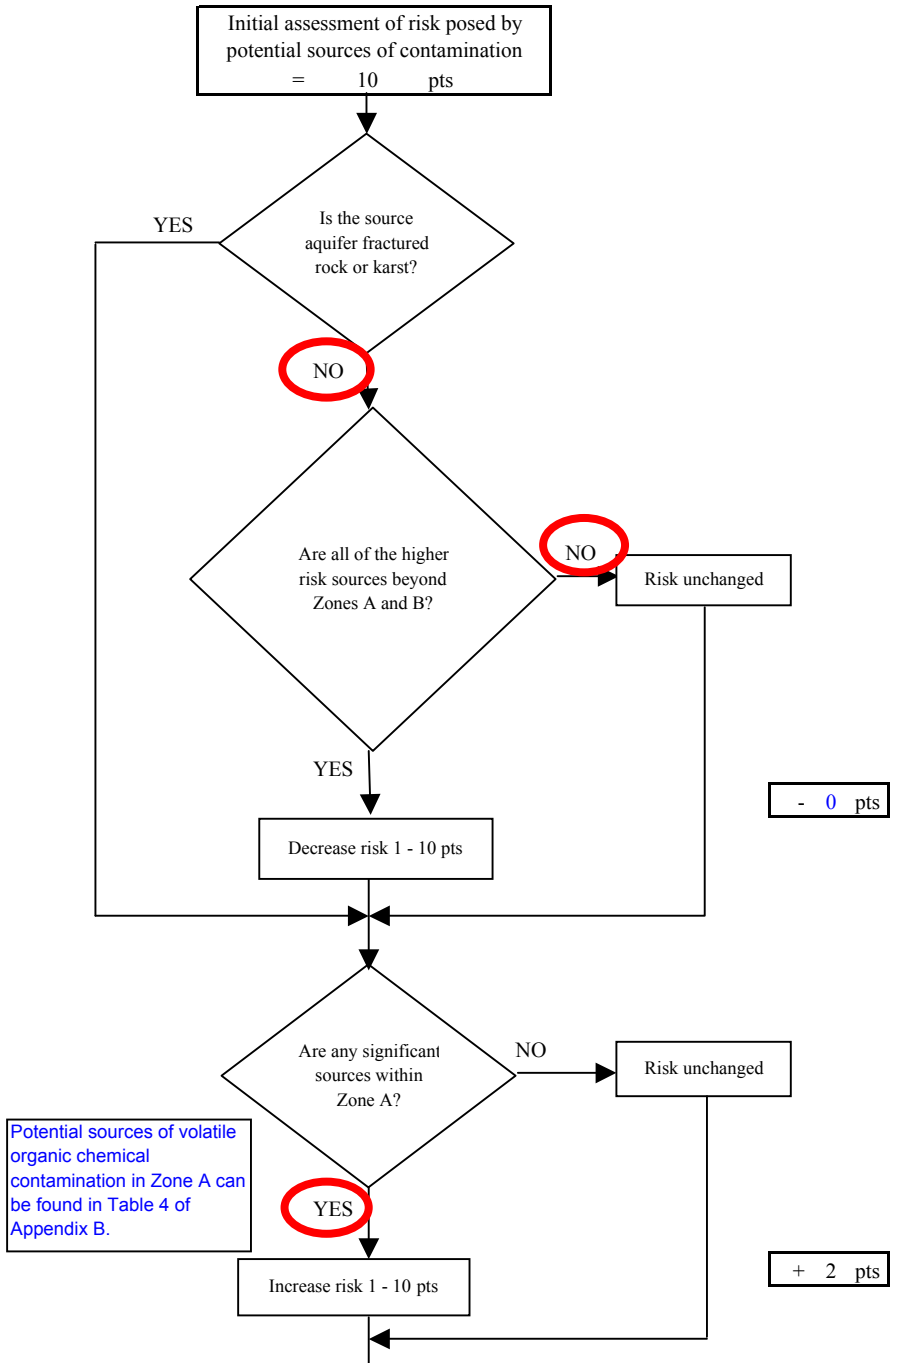 Initial assessment of risk posed by
potential sources of contamination
= 10 pts
YES
Is the source
aquifer fractured
rock or karst?
NO
Are all of the higher
risk sources beyond
Zones A and B?
NO
Risk unchanged
YES
- 0 pts
Decrease risk 1 - 10 pts
Are any significant
sources within
Zone A?
NO
Risk unchanged
Potential sources of volatile
organic chemical
contamination in Zone A can
be found in Table 4 of
Appendix B.
YES
Increase risk 1 - 10 pts
+ 2 pts